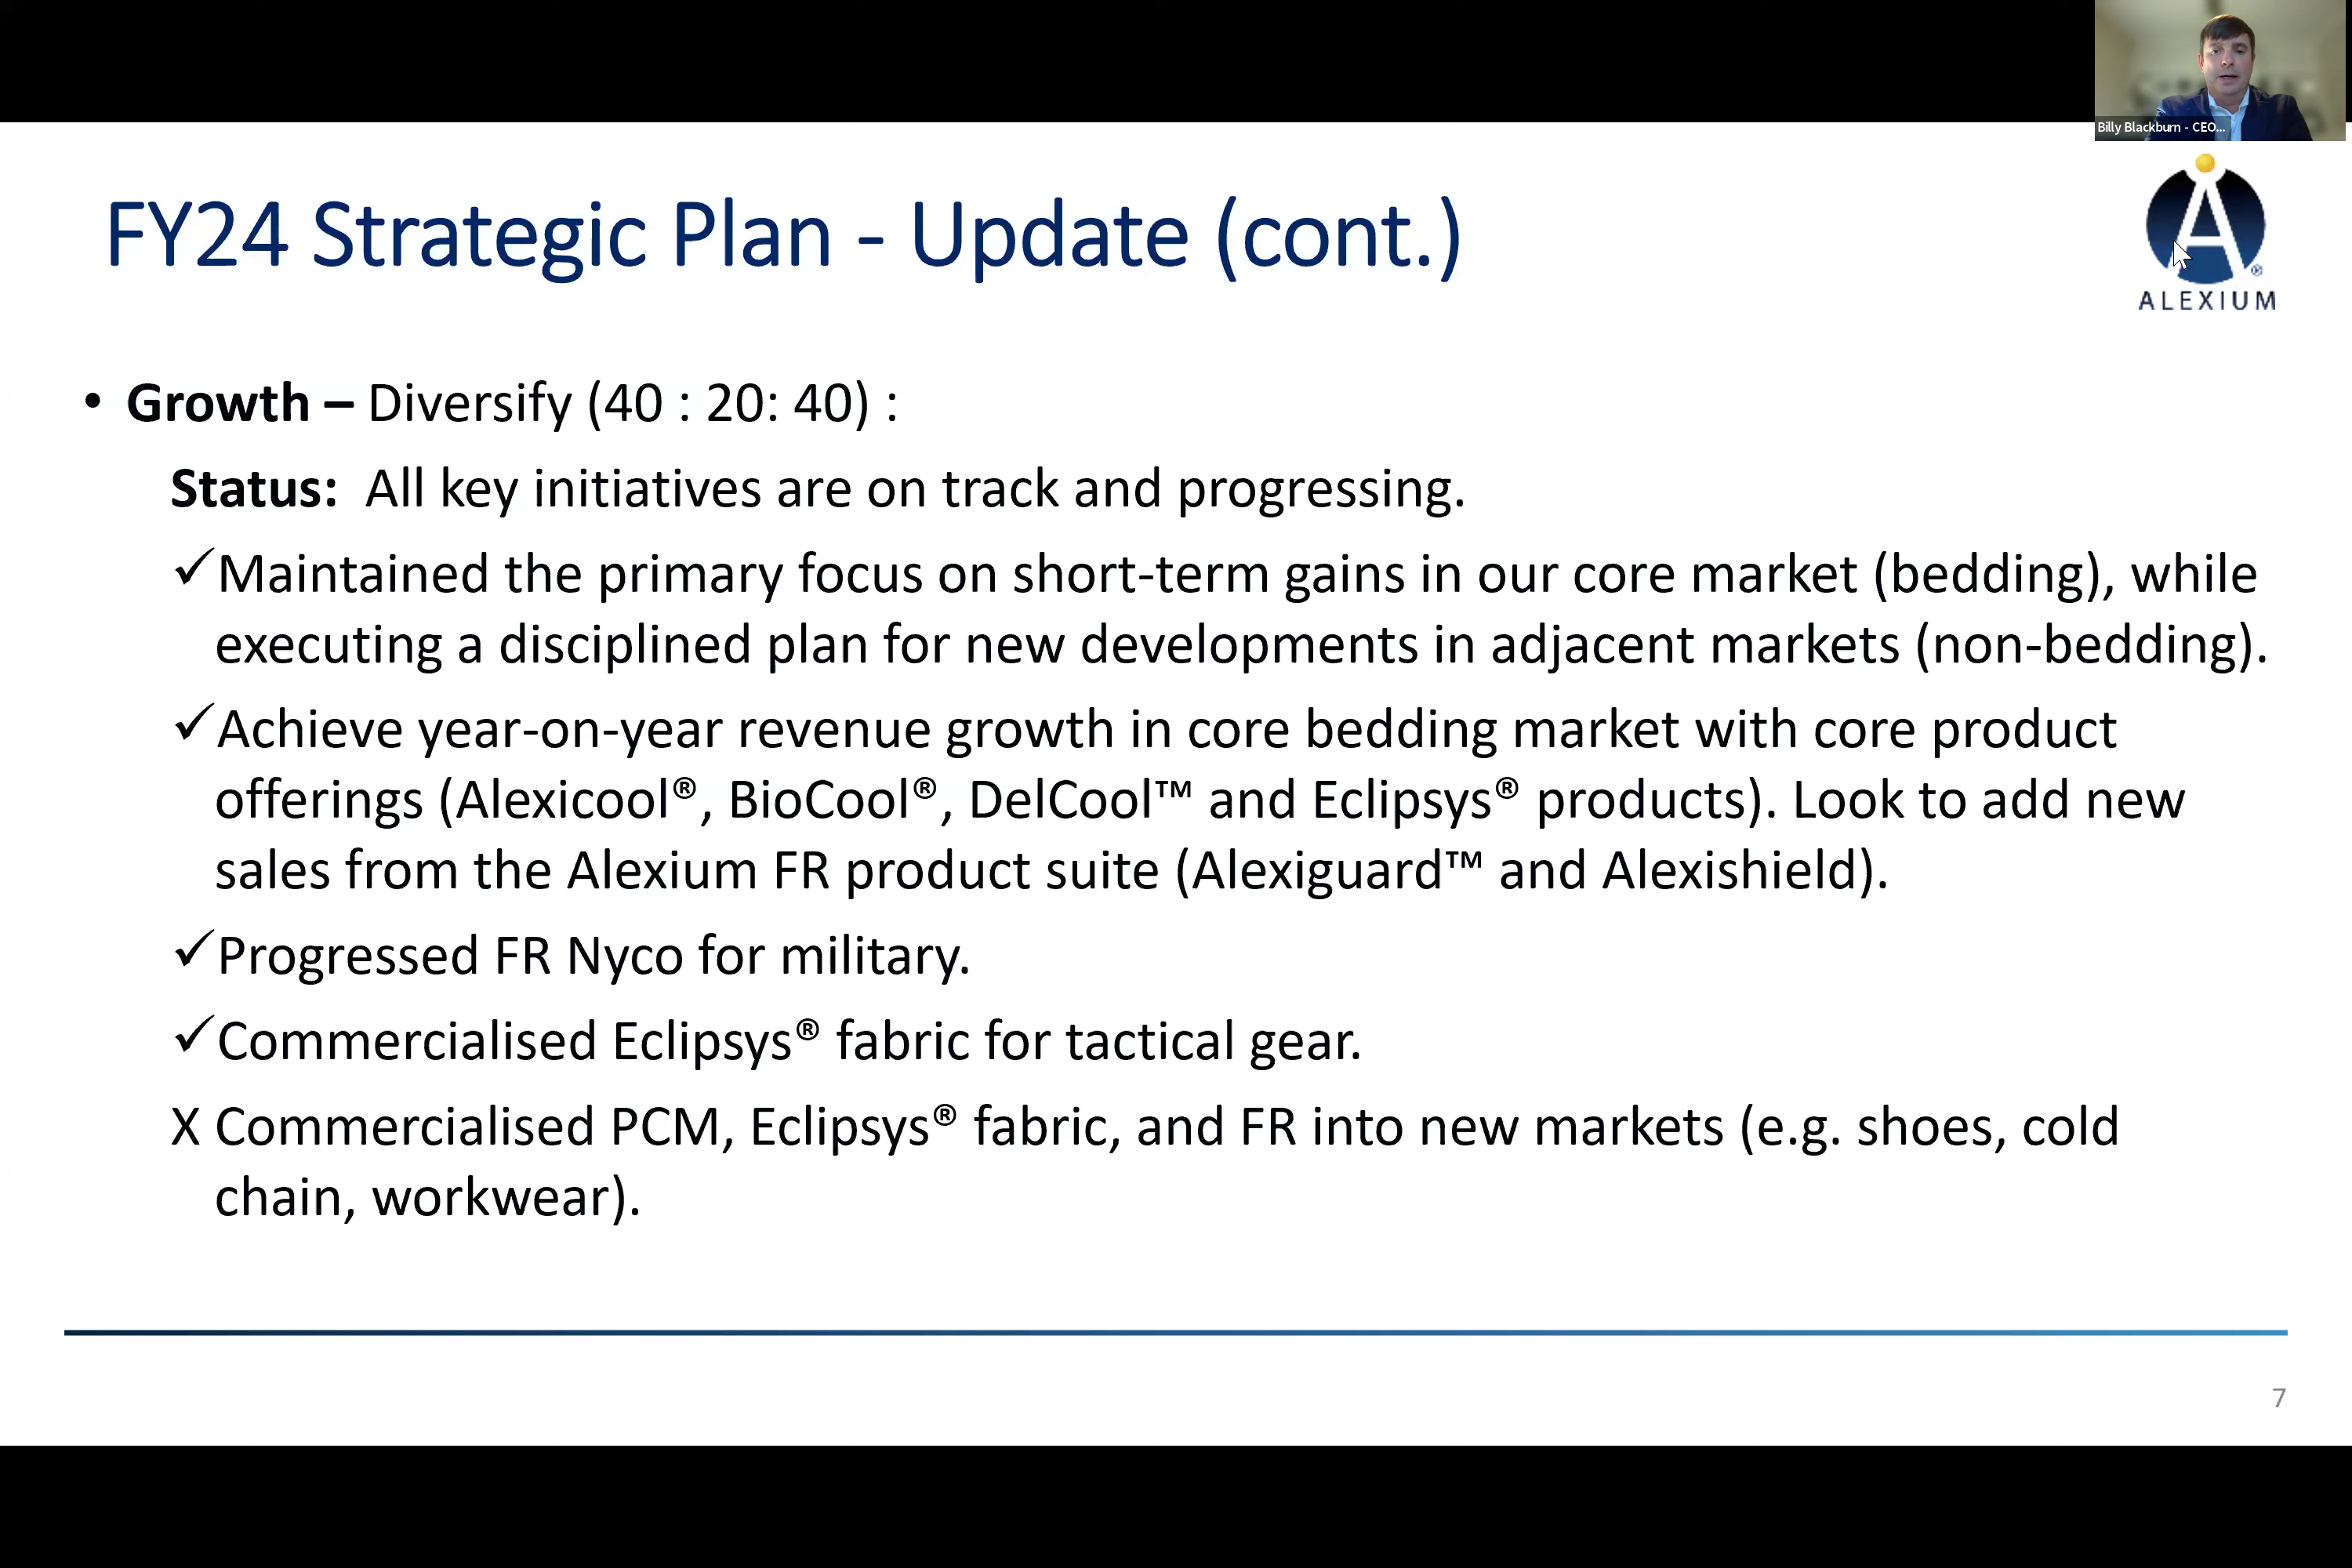 Billy Blackburn - CEO...
FY24 Strategic Plan - Update (cont.)
ALEXIUM
• Growth – Diversify (40 : 20: 40) :
Status: All key initiatives are on track and progressing.
✓Maintained the primary focus on short-term gains in our core market (bedding), while
executing a disciplined plan for new developments in adjacent markets (non-bedding).
✓Achieve year-on-year revenue growth in core bedding market with core product
offerings (Alexicool®, BioCool®, DelCool™ and Eclipsys® products). Look to add new
sales from the Alexium FR product suite (Alexiguard™ and Alexishield).
✓Progressed FR Nyco for military.
✓Commercialised Eclipsys® fabric for tactical gear.
X Commercialised PCM, Eclipsys® fabric, and FR into new markets (e.g. shoes, cold
chain, workwear).
7